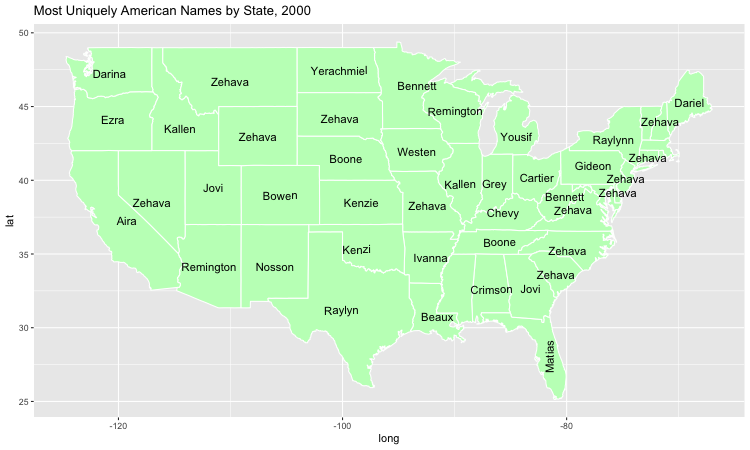 Most Uniquely American Names by State, 2000
50
45
40
35
30
25
lat
Darina
Zehava
Yerachmiel
Bennett
Dariel
Ezra
Kallen
Zehava
Zehava
Remington
Yousif
Raylynn
Zehava
Boone
Westen
Zehava
Gideon
Zehava
Zehava
Jovi
Bowen
Kenzie
Kallen
Grey
Cartier
Bennett
Zehava
Zehava
Aira
Zehava
Chevy
Zehava
Remington
Nosson
Kenzi
Ivanna
Boone
Zehava
Zehava
Raylyn
Beaux
Crimson
Jovi
Matias
-120
-100
-80
long